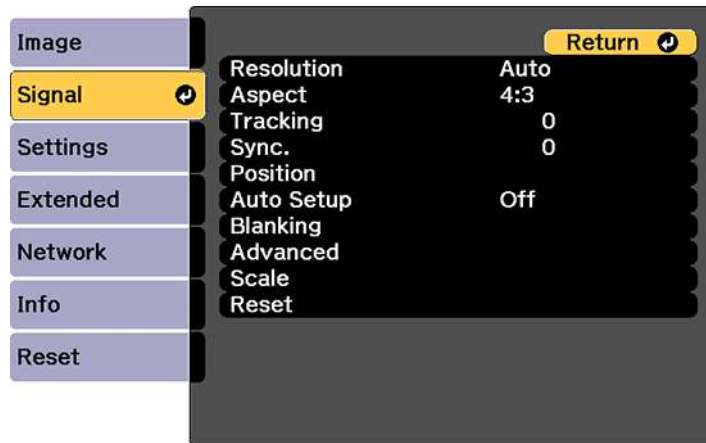 Image
Signal
Settings
Extended
Network
Info
Reset
Return
Resolution Auto
Aspect 4:3
Tracking 0
Sync. 0
Position
Auto Setup Off
Blanking
Advanced
Scale
Reset